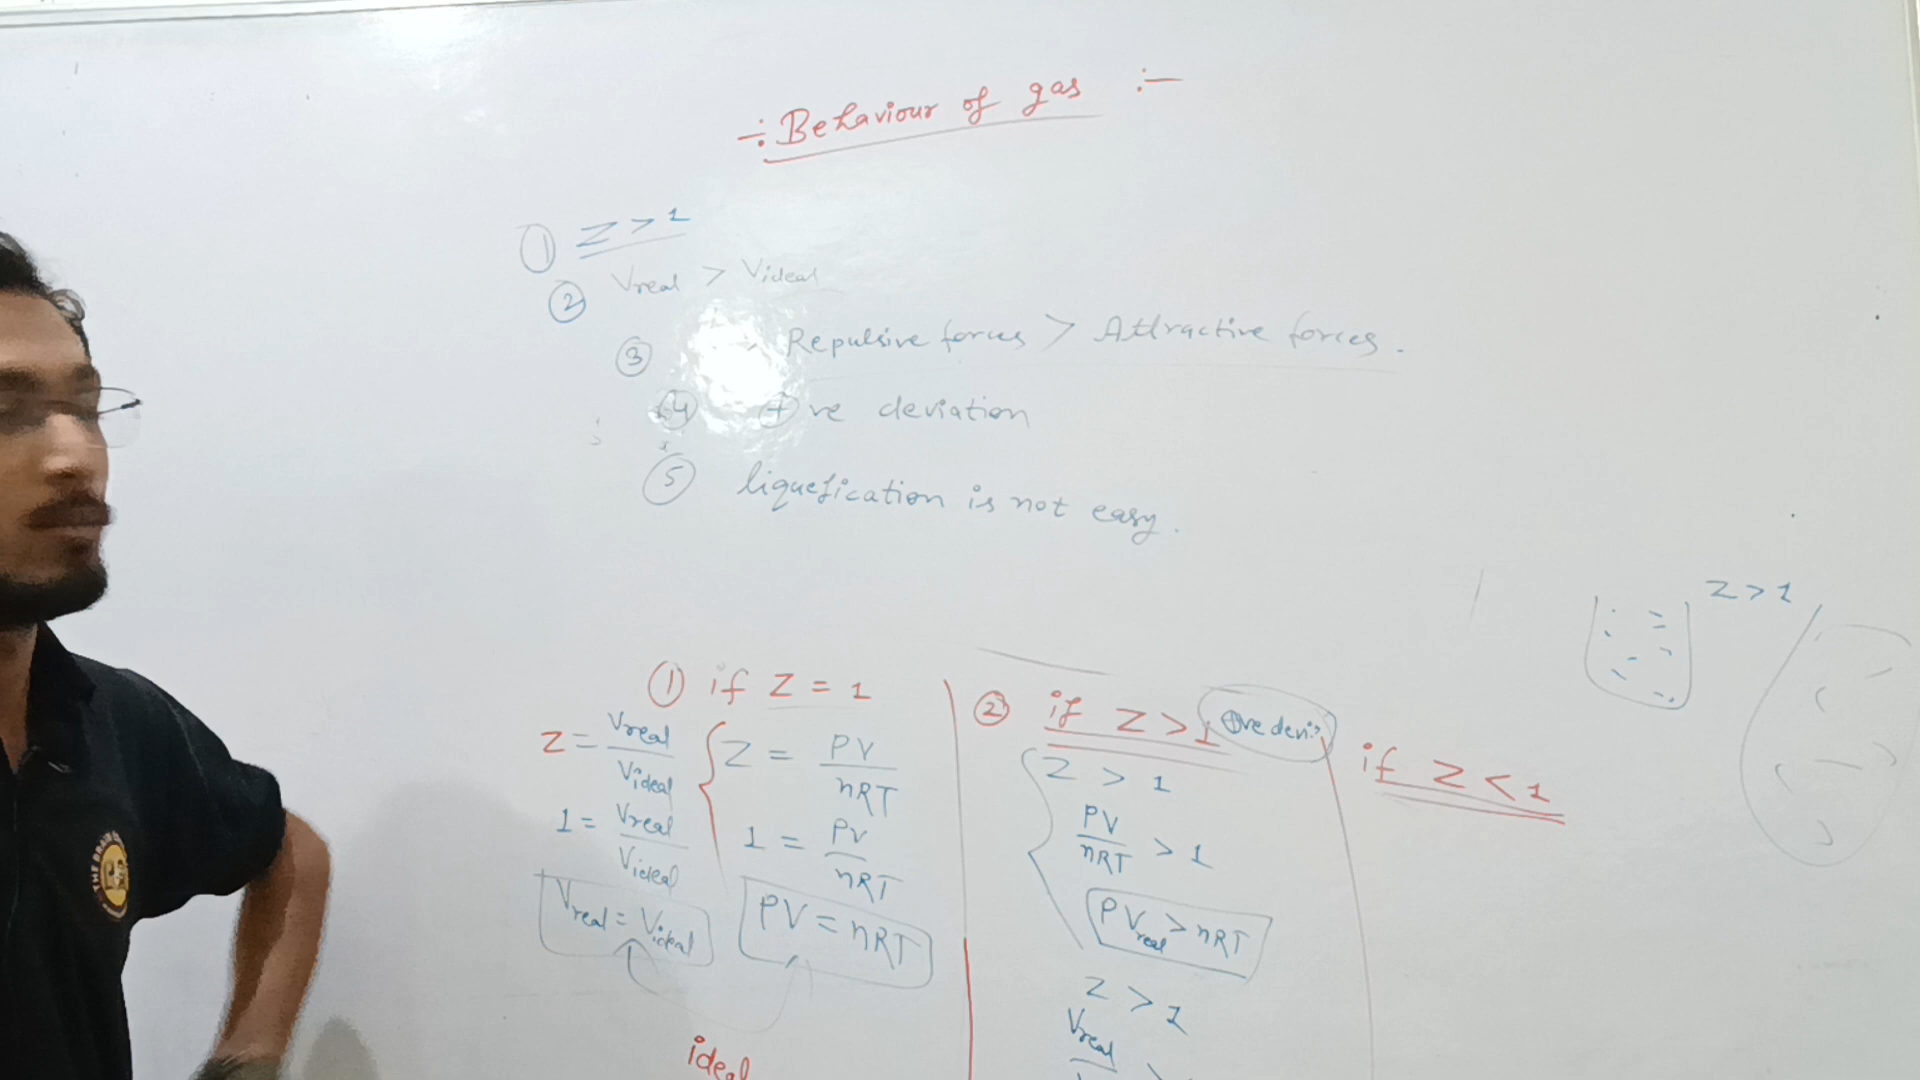 ÷ Behaviour of gas :-
① Z > 1
② Vreal > Videal
③ Repulsive forces > Attractive forces.
④ ⊕ve deviation
⑤ liquefication is not easy.
Z > 1
① if Z = 1
Z = Vreal / Videal
1 = Vreal / Videal
Vreal = Videal
Z = PV / nRT
1 = PV / nRT
PV = nRT
ideal
② if Z > 1
⊕ve devi
Z > 1
PV / nRT > 1
PVreal > nRT
Z > 1
Vreal
if Z < 1
THE BRAIN